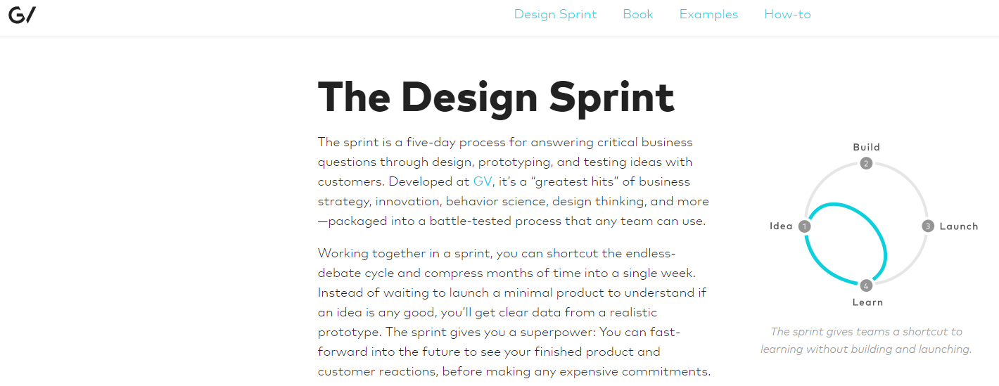 GV
Design Sprint Book Examples How-to
The Design Sprint
The sprint is a five-day process for answering critical business
questions through design, prototyping, and testing ideas with
customers. Developed at GV, it's a “greatest hits” of business
strategy, innovation, behavior science, design thinking, and more
—packaged into a battle-tested process that any team can use.
Working together in a sprint, you can shortcut the endless-
debate cycle and compress months of time into a single week.
Instead of waiting to launch a minimal product to understand if
an idea is any good, you'll get clear data from a realistic
prototype. The sprint gives you a superpower: You can fast-
forward into the future to see your finished product and
customer reactions, before making any expensive commitments.
Build
2
Idea 1
3 Launch
4
Learn
The sprint gives teams a shortcut to
learning without building and launching.